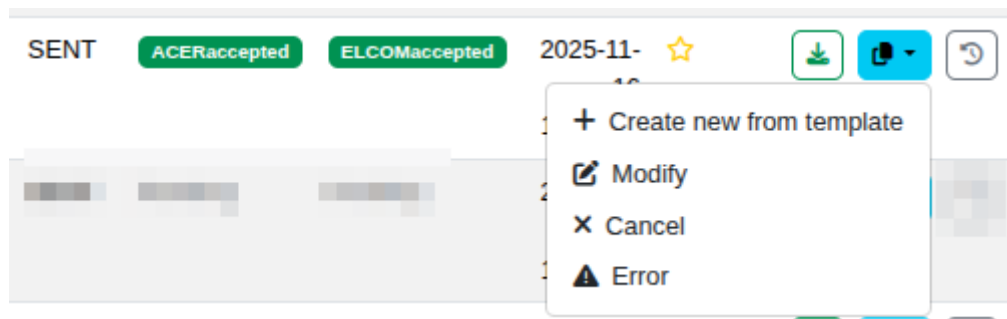 SENT ACERaccepted ELCOMaccepted 2025-11-
Create new from template
Modify
Cancel
Error